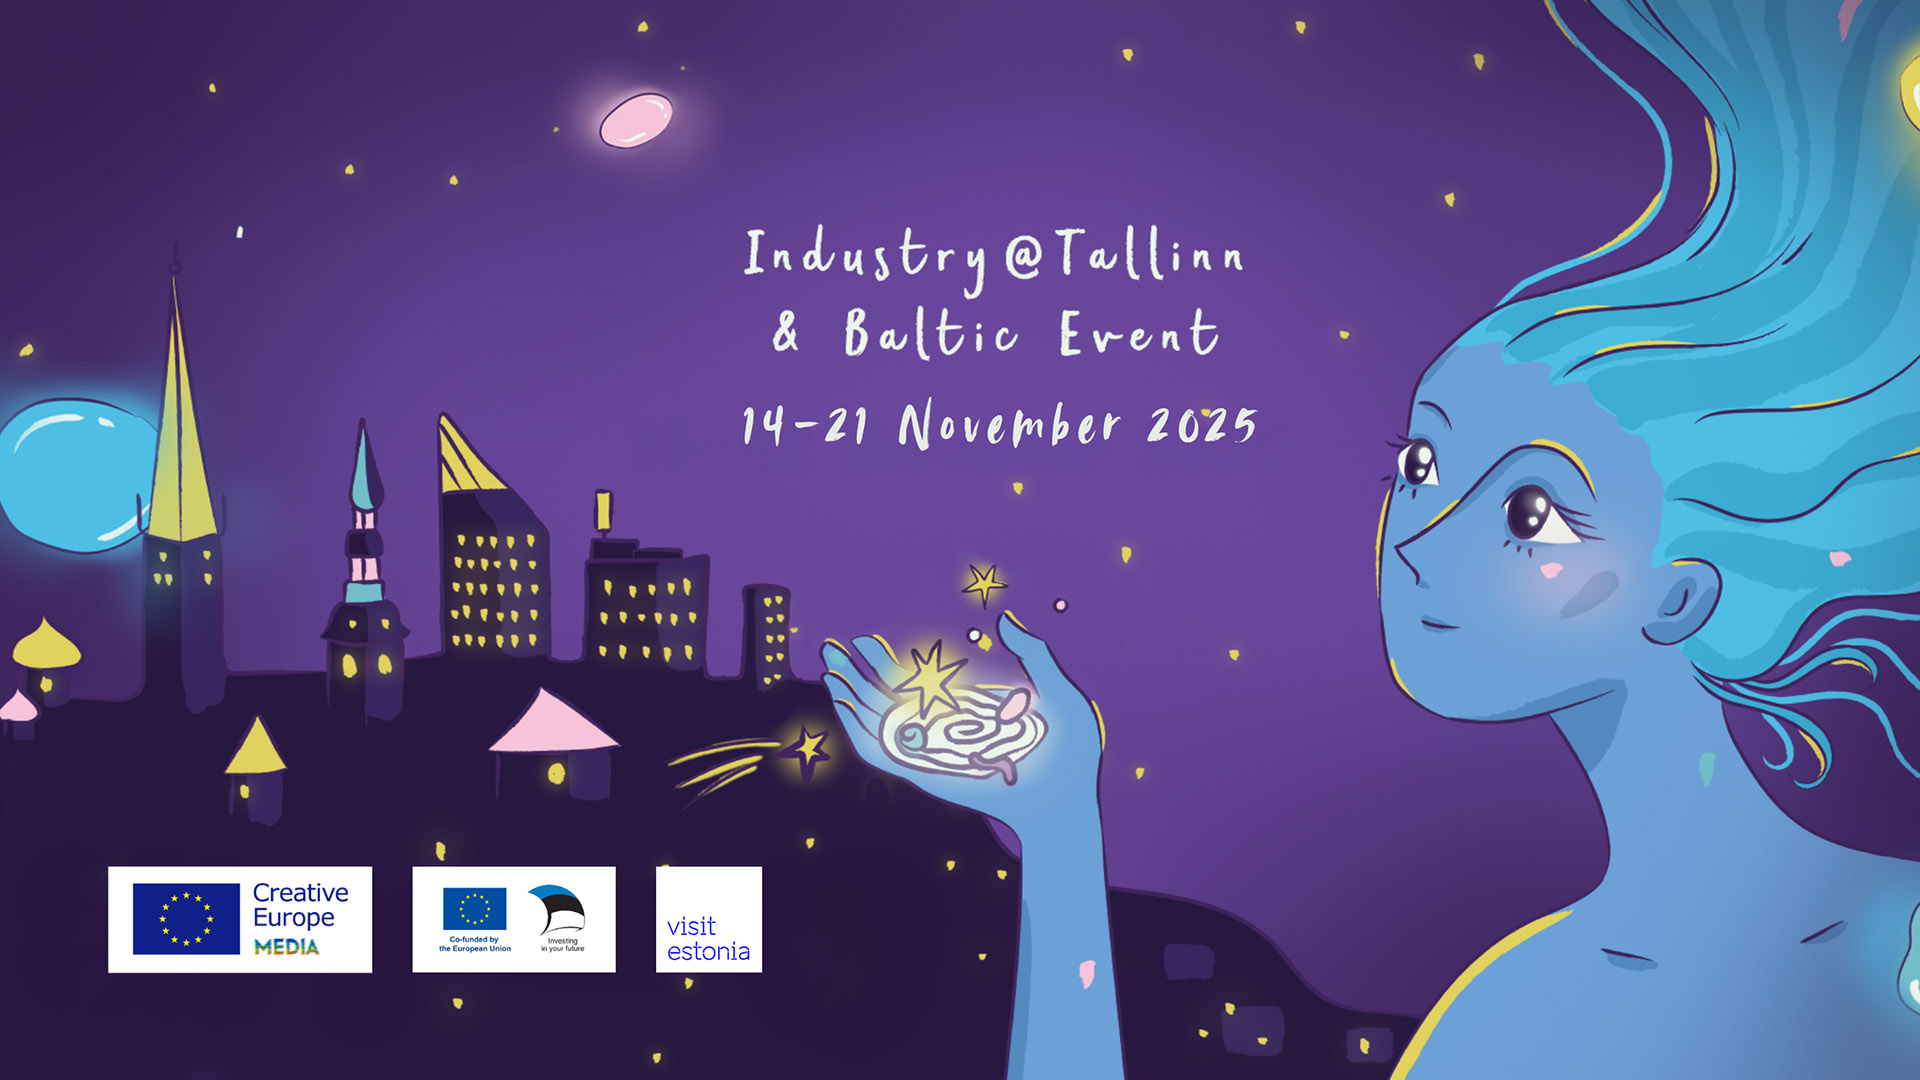 Industry@Tallinn
& Baltic Event
14-21 November 2025
Creative
Europe
MEDIA
Co-funded by
the European Union
Investing
in your future
visit
estonia